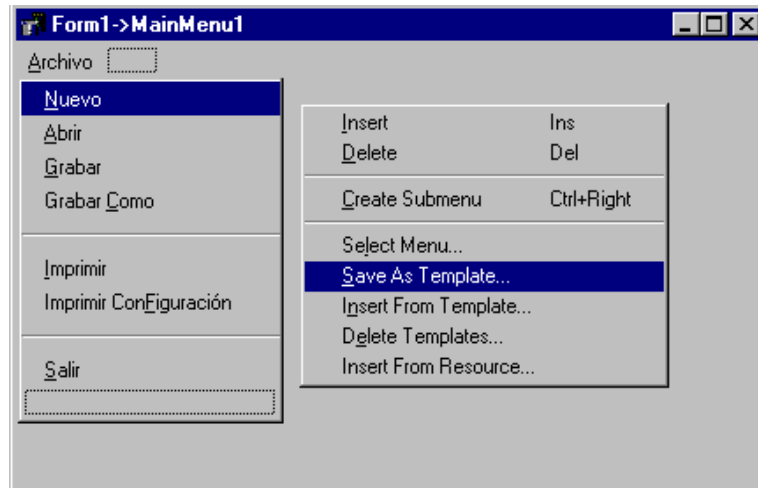 Form1->MainMenu1
Archivo
Nuevo
Abrir
Grabar
Grabar Como
Imprimir
Imprimir ConFiguración
Salir
Insert Ins
Delete Del
Create Submenu Ctrl+Right
Select Menu...
Save As Template...
Insert From Template...
Delete Templates...
Insert From Resource...